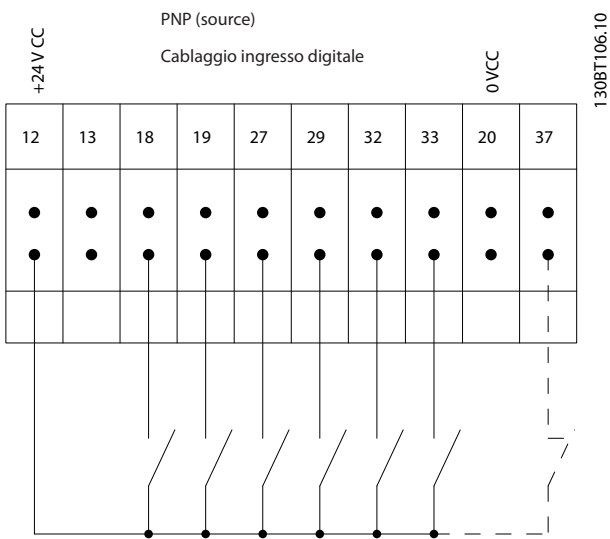 PNP (source)
Cablaggio ingresso digitale
+24 V CC
0 VCC
130BT106.10
12 13 18 19 27 29 32 33 20 37